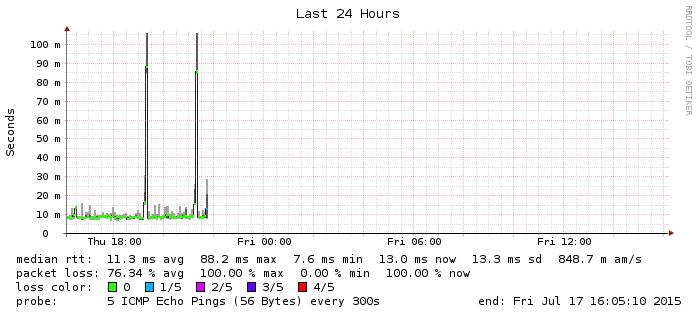 Last 24 Hours
RRDTOOL / TOBI OETIKER
Seconds
100 m
90 m
80 m
70 m
60 m
50 m
40 m
30 m
20 m
10 m
0
Thu 18:00 Fri 00:00 Fri 06:00 Fri 12:00
median rtt: 11.3 ms avg 88.2 ms max 7.6 ms min 13.0 ms now 13.3 ms sd 848.7 m am/s
packet loss: 76.34 % avg 100.00 % max 0.00 % min 100.00 % now
loss color: 0 1/5 2/5 3/5 4/5
probe: 5 ICMP Echo Pings (56 Bytes) every 300s end: Fri Jul 17 16:05:10 2015